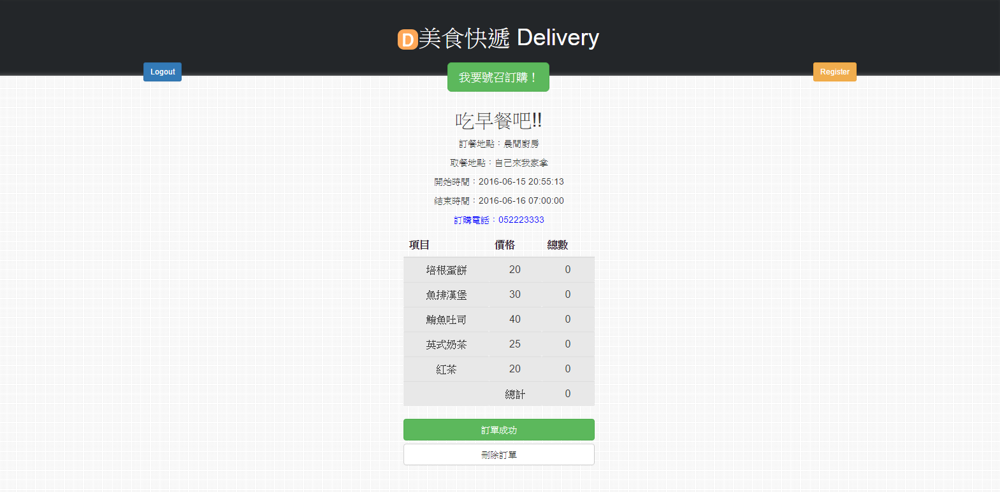 D美食快遞 Delivery
Logout
我要號召訂購！
Register
吃早餐吧!!
訂餐地點：晨間廚房
取餐地點：自己來我家拿
開始時間：2016-06-15 20:55:13
結束時間：2016-06-16 07:00:00
訂購電話：052223333
項目 價格 總數
培根蛋餅 20 0
魚排漢堡 30 0
鮪魚吐司 40 0
英式奶茶 25 0
紅茶 20 0
總計 0
訂單成功
刪除訂單